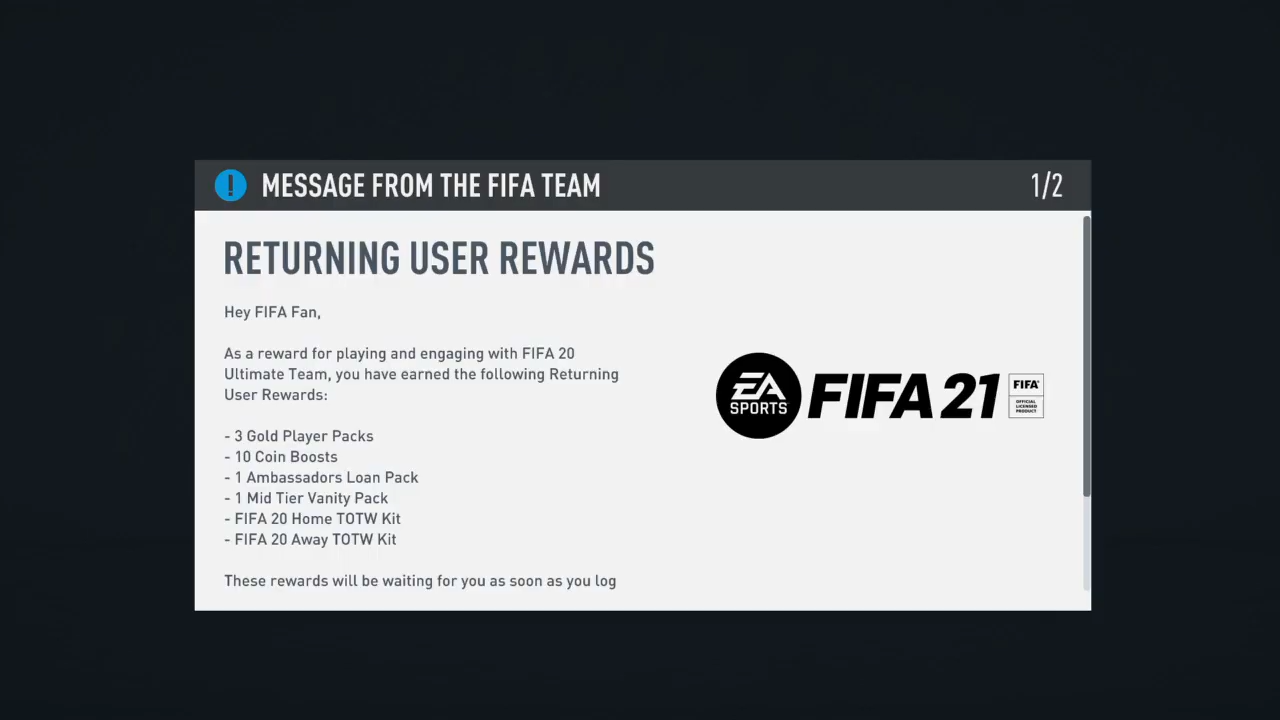 MESSAGE FROM THE FIFA TEAM
1/2
RETURNING USER REWARDS
Hey FIFA Fan,
As a reward for playing and engaging with FIFA 20
Ultimate Team, you have earned the following Returning
User Rewards:
- 3 Gold Player Packs
- 10 Coin Boosts
- 1 Ambassadors Loan Pack
- 1 Mid Tier Vanity Pack
- FIFA 20 Home TOTW Kit
- FIFA 20 Away TOTW Kit
These rewards will be waiting for you as soon as you log
EA
SPORTS
FIFA 21
FIFA
OFFICIAL
LICENSED
PRODUCT